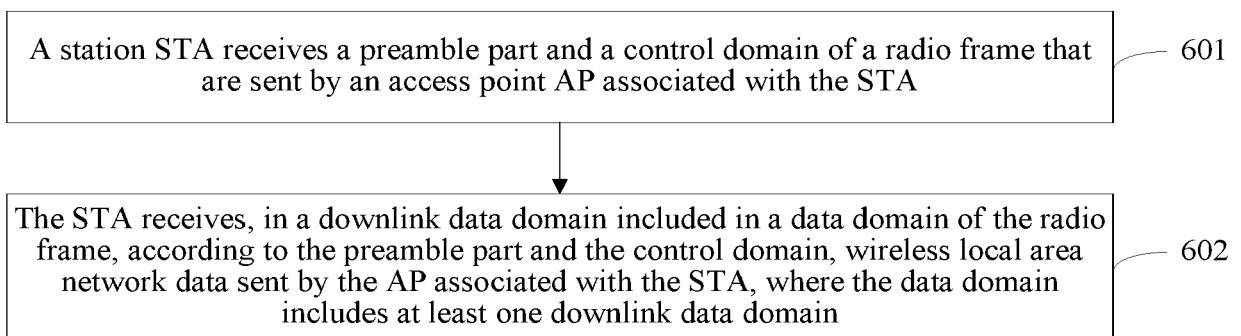 A station STA receives a preamble part and a control domain of a radio frame that
are sent by an access point AP associated with the STA
601
The STA receives, in a downlink data domain included in a data domain of the radio
frame, according to the preamble part and the control domain, wireless local area
network data sent by the AP associated with the STA, where the data domain
includes at least one downlink data domain
602